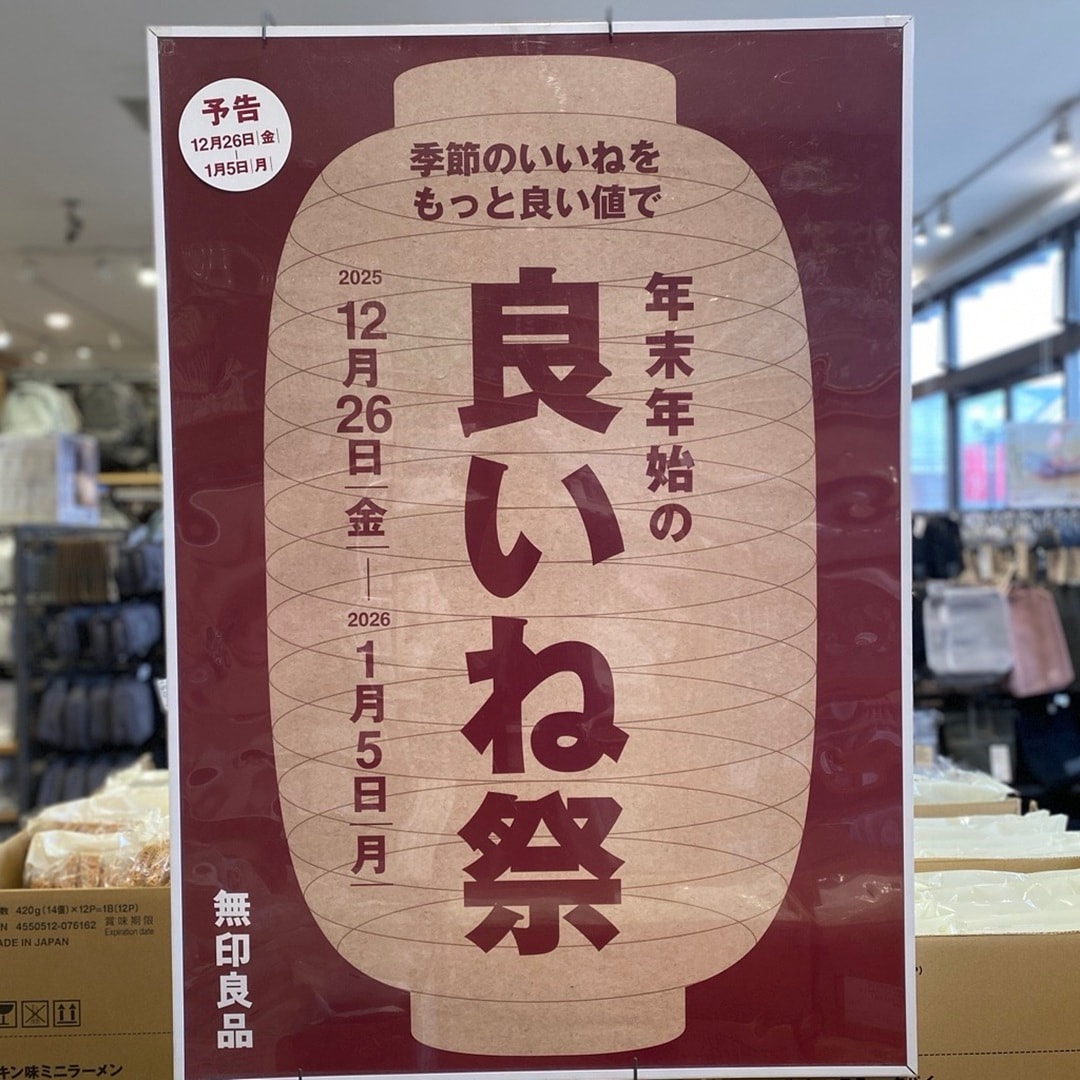 予告
12月26日|金|
|
1月5日|月|
季節のいいねを
もっと良い値で
年末年始の
良いね祭
2025
12月26日|金|
|
2026
1月5日|月|
無印良品
数 420g(14個)×12P=1B(12P)
N 4550512-076162 賞味期限
Expiration date
ADE IN JAPAN
キン味ミニラーメン